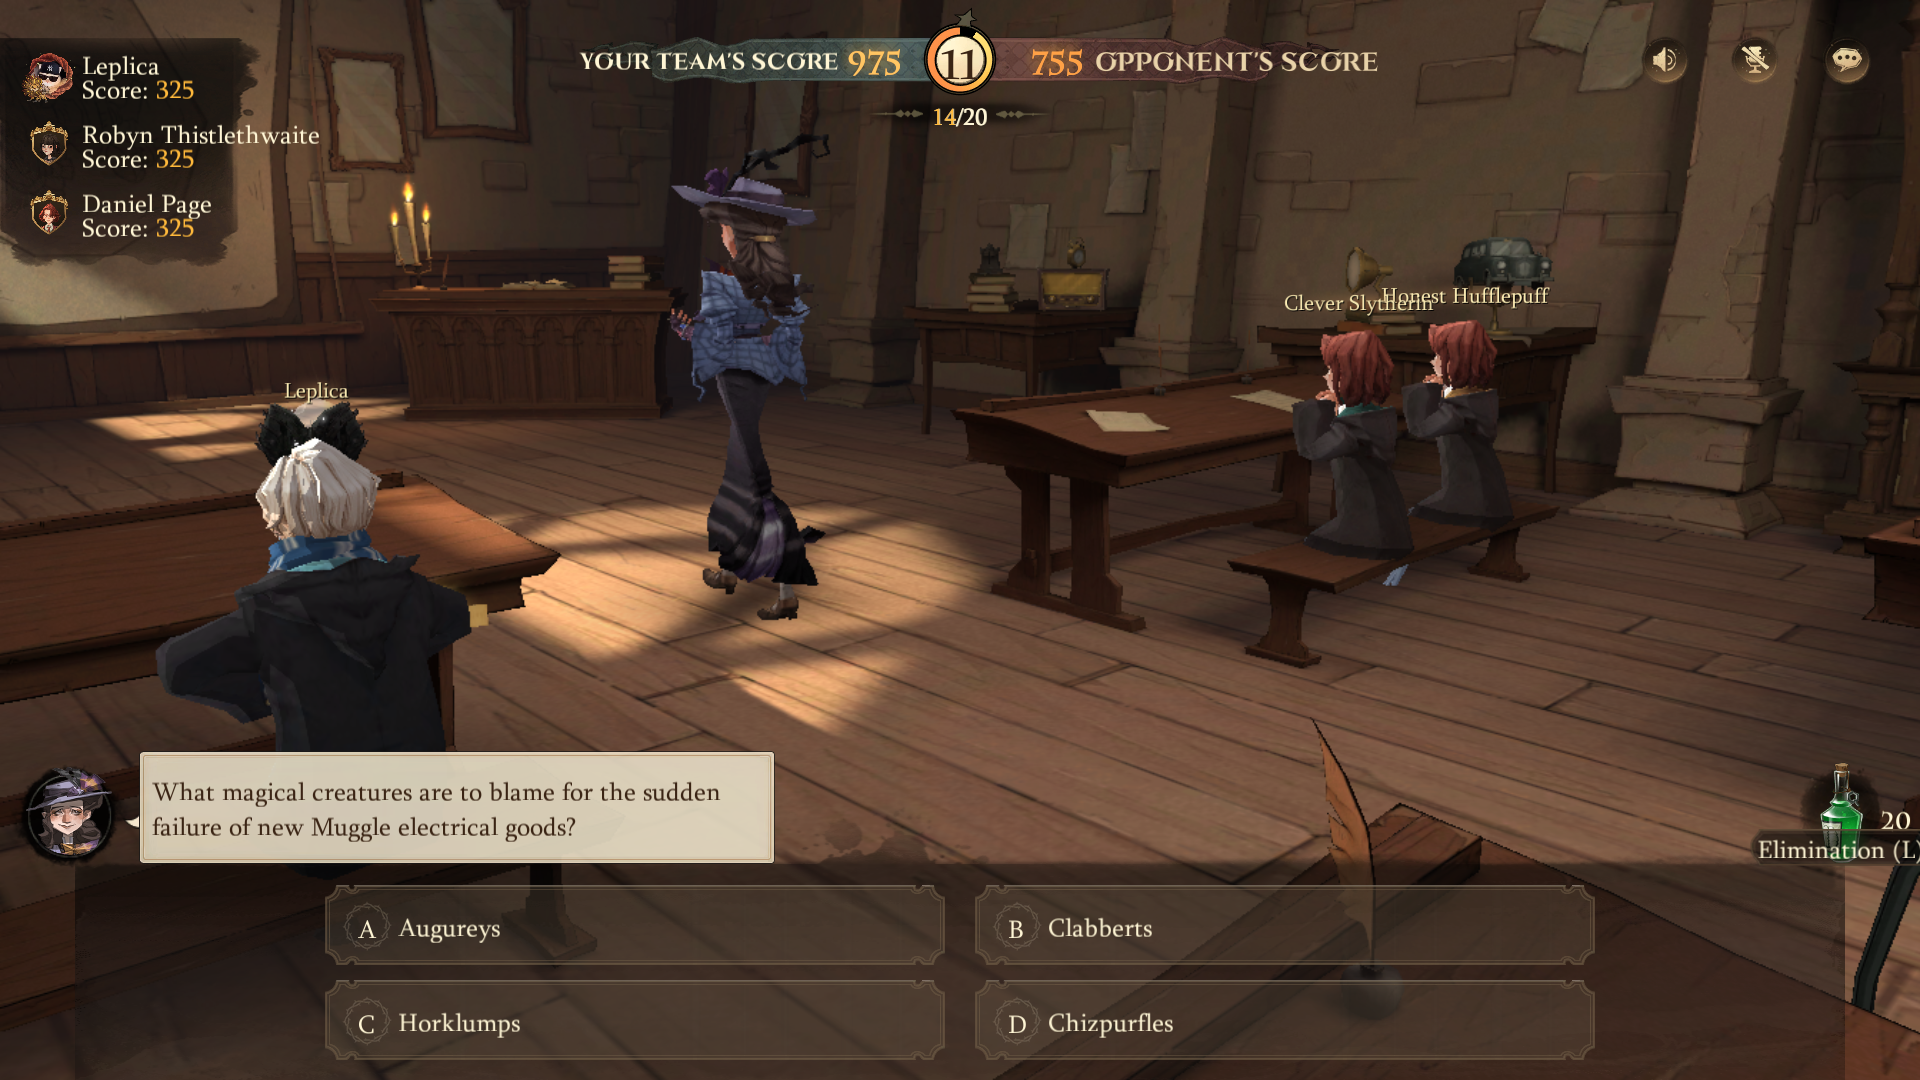 Leplica
Score: 325
Robyn Thistlethwaite
Score: 325
Daniel Page
Score: 325
YOUR TEAM'S SCORE 975
11
755 OPPONENT'S SCORE
14/20
Clever Slytherin
Honest Hufflepuff
Leplica
What magical creatures are to blame for the sudden
failure of new Muggle electrical goods?
20
Elimination (L)
A Augureys
B Clabberts
C Horklumps
D Chizpurfles